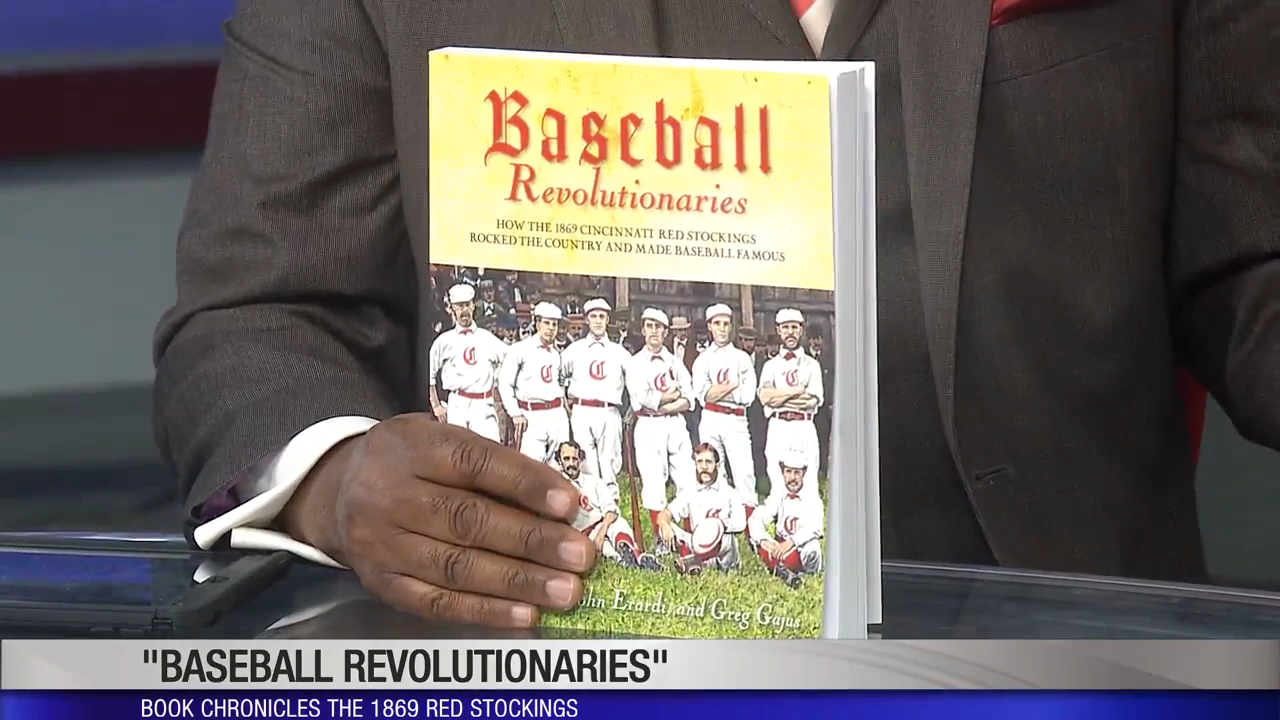 Baseball
Revolutionaries
HOW THE 1869 CINCINNATI RED STOCKINGS
ROCKED THE COUNTRY AND MADE BASEBALL FAMOUS
C C C C C C
C C C
Erardi, and Greg Gajus
"BASEBALL REVOLUTIONARIES"
BOOK CHRONICLES THE 1869 RED STOCKINGS